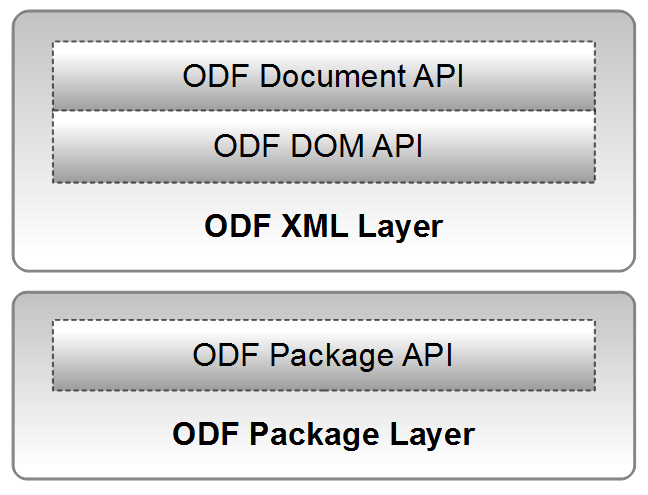 ODF Document API
ODF DOM API
ODF XML Layer
ODF Package API
ODF Package Layer